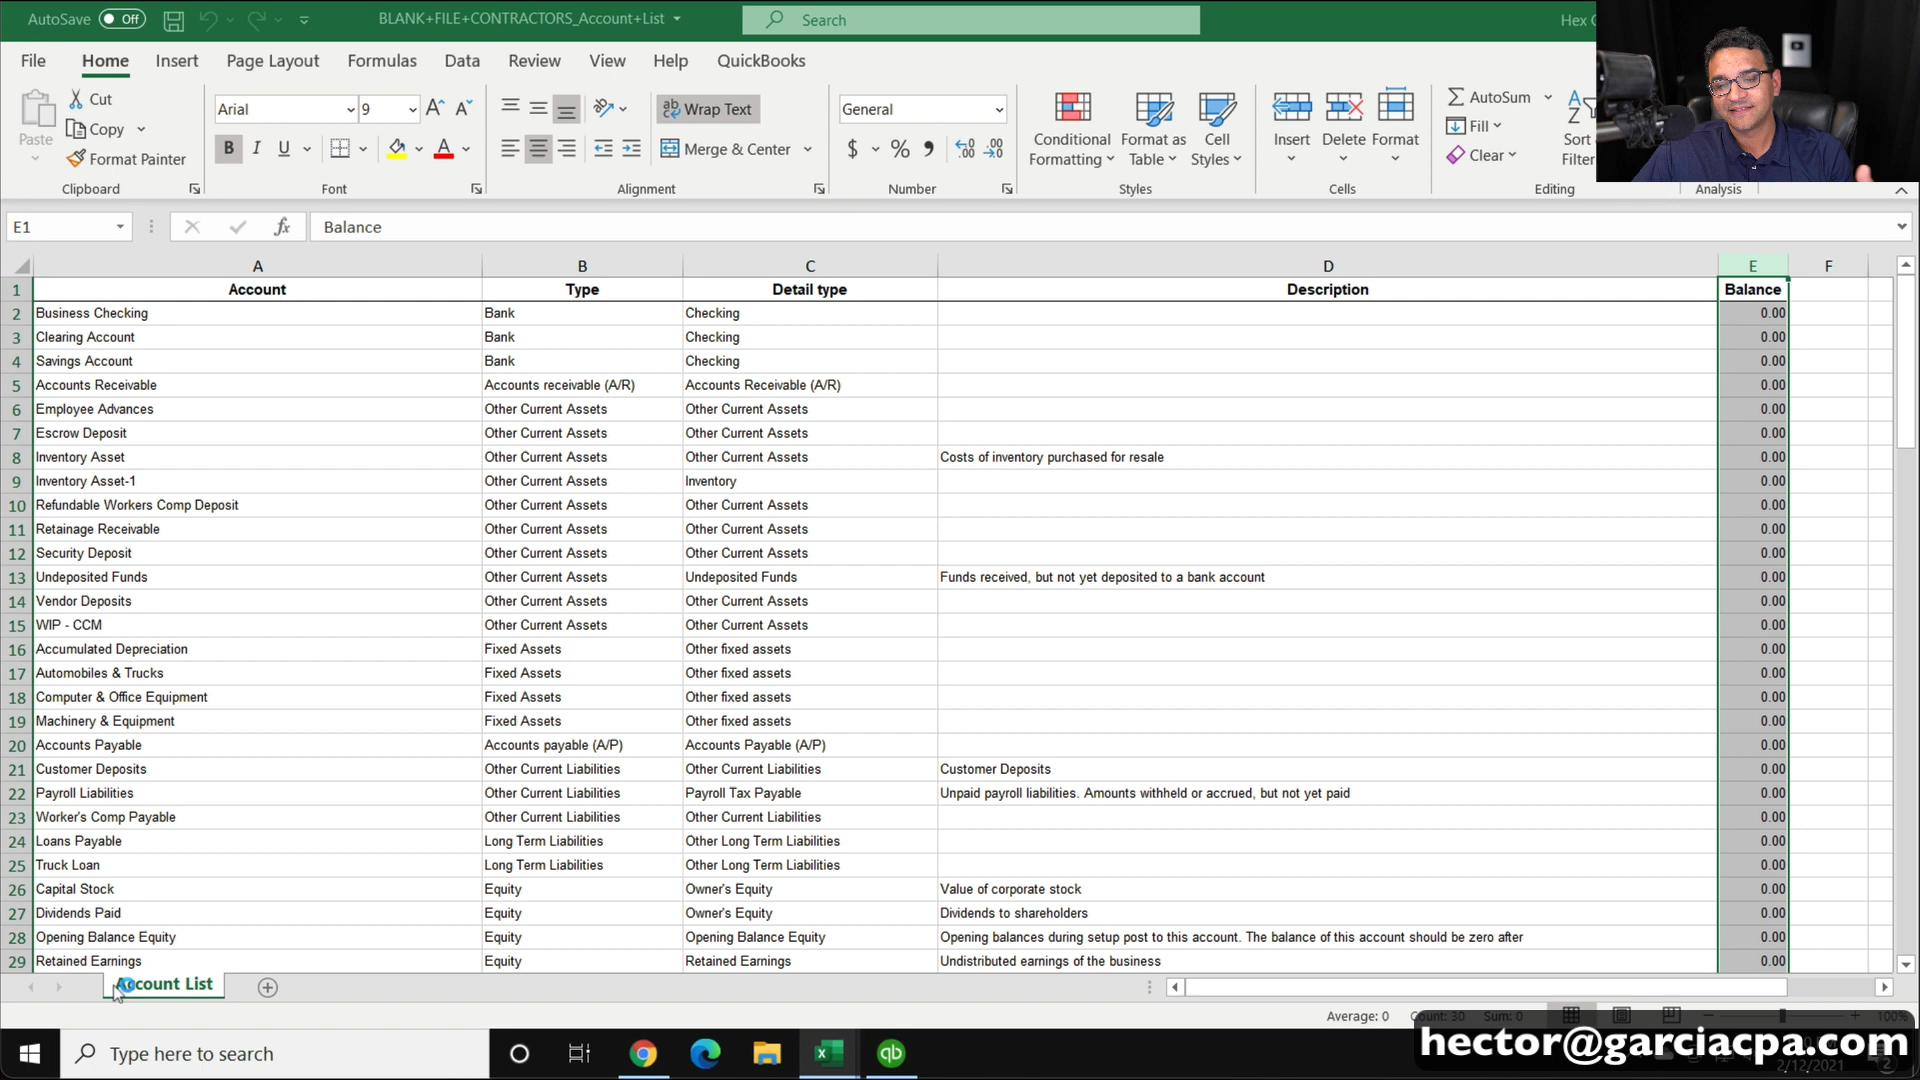 AutoSave Off BLANK+FILE+CONTRACTORS_Account+List Search Hex
File Home Insert Page Layout Formulas Data Review View Help QuickBooks
Paste Cut Copy Format Painter
Arial 9 B I U A
ab Wrap Text
Merge & Center
General
$ % ,
Conditional Formatting Format as Table Cell Styles
Insert Delete Format
AutoSum Fill Clear
Sort Filter
Clipboard Font Alignment Number Styles Cells Editing Analysis
E1 fx Balance
A B C D E F
1 Account Type Detail type Description Balance
2 Business Checking Bank Checking 0.00
3 Clearing Account Bank Checking 0.00
4 Savings Account Bank Checking 0.00
5 Accounts Receivable Accounts receivable (A/R) Accounts Receivable (A/R) 0.00
6 Employee Advances Other Current Assets Other Current Assets 0.00
7 Escrow Deposit Other Current Assets Other Current Assets 0.00
8 Inventory Asset Other Current Assets Other Current Assets Costs of inventory purchased for resale 0.00
9 Inventory Asset-1 Other Current Assets Inventory 0.00
10 Refundable Workers Comp Deposit Other Current Assets Other Current Assets 0.00
11 Retainage Receivable Other Current Assets Other Current Assets 0.00
12 Security Deposit Other Current Assets Other Current Assets 0.00
13 Undeposited Funds Other Current Assets Undeposited Funds Funds received, but not yet deposited to a bank account 0.00
14 Vendor Deposits Other Current Assets Other Current Assets 0.00
15 WIP - CCM Other Current Assets Other Current Assets 0.00
16 Accumulated Depreciation Fixed Assets Other fixed assets 0.00
17 Automobiles & Trucks Fixed Assets Other fixed assets 0.00
18 Computer & Office Equipment Fixed Assets Other fixed assets 0.00
19 Machinery & Equipment Fixed Assets Other fixed assets 0.00
20 Accounts Payable Accounts payable (A/P) Accounts Payable (A/P) 0.00
21 Customer Deposits Other Current Liabilities Other Current Liabilities Customer Deposits 0.00
22 Payroll Liabilities Other Current Liabilities Payroll Tax Payable Unpaid payroll liabilities. Amounts withheld or accrued, but not yet paid 0.00
23 Worker's Comp Payable Other Current Liabilities Other Current Liabilities 0.00
24 Loans Payable Long Term Liabilities Other Long Term Liabilities 0.00
25 Truck Loan Long Term Liabilities Other Long Term Liabilities 0.00
26 Capital Stock Equity Owner's Equity Value of corporate stock 0.00
27 Dividends Paid Equity Owner's Equity Dividends to shareholders 0.00
28 Opening Balance Equity Equity Opening Balance Equity Opening balances during setup post to this account. The balance of this account should be zero after 0.00
29 Retained Earnings Equity Retained Earnings Undistributed earnings of the business 0.00
Account List
Average: 0 Count: 30 Sum: 0 100%
Type here to search qb
hector@garciacpa.com
2/12/2021 2